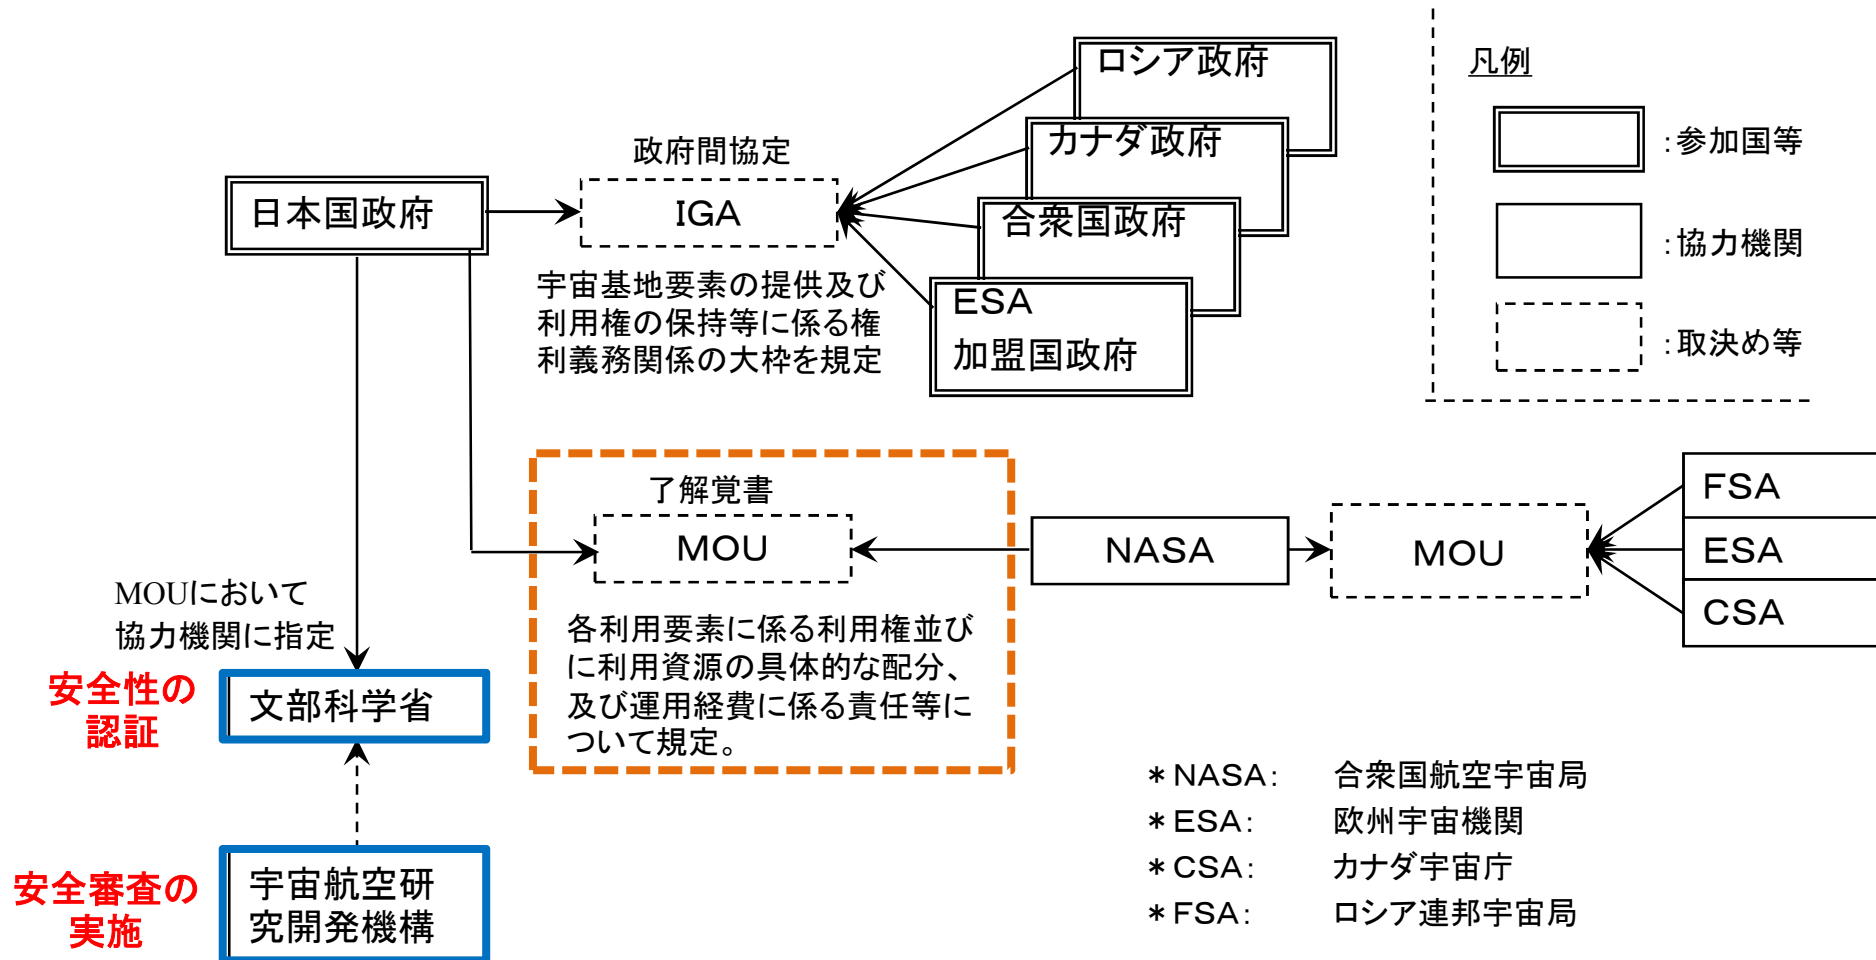 ロシア政府
カナダ政府
合衆国政府
ESA
加盟国政府
政府間協定
IGA
日本国政府
宇宙基地要素の提供及び
利用権の保持等に係る権
利義務関係の大枠を規定
凡例
:参加国等
:協力機関
:取決め等
了解覚書
MOU
各利用要素に係る利用権並び
に利用資源の具体的な配分、
及び運用経費に係る責任等に
ついて規定。
NASA
MOU
FSA
ESA
CSA
MOUにおいて
協力機関に指定
安全性の
認証
文部科学省
安全審査の
実施
宇宙航空研
究開発機構
*NASA: 合衆国航空宇宙局
*ESA: 欧州宇宙機関
*CSA: カナダ宇宙庁
*FSA: ロシア連邦宇宙局